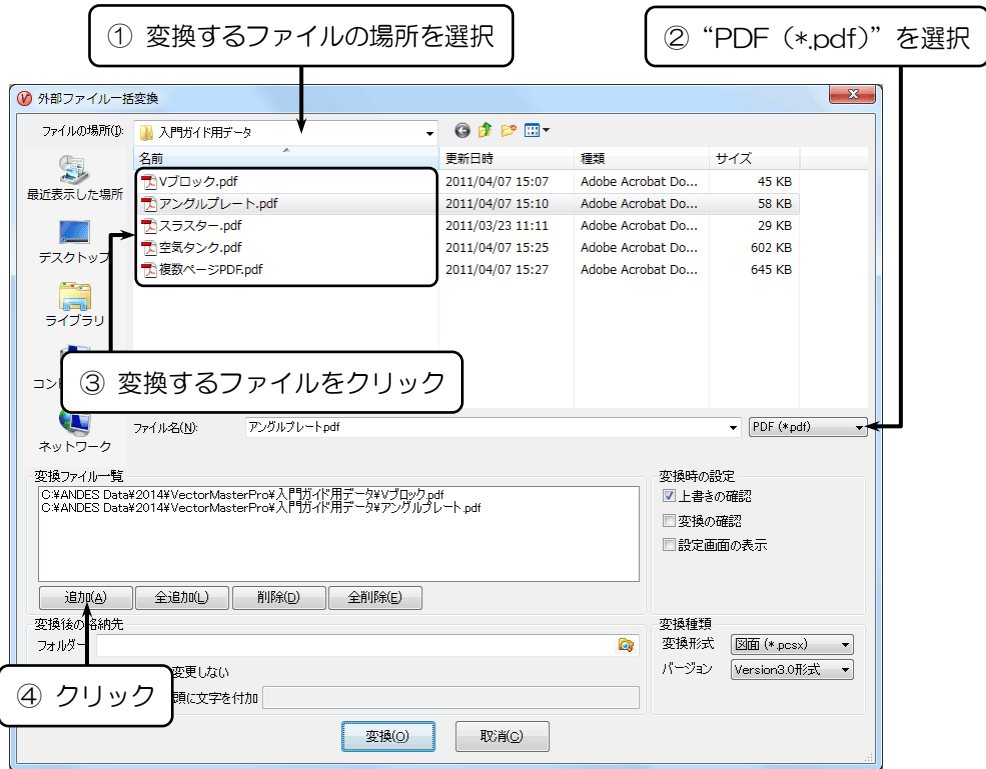 ① 変換するファイルの場所を選択
② “PDF（*.pdf）”を選択
外部ファイル一括変換
ファイルの場所(I):
入門ガイド用データ
名前 更新日時 種類 サイズ
Vブロック.pdf 2011/04/07 15:07 Adobe Acrobat Do... 45 KB
アングルプレート.pdf 2011/04/07 15:10 Adobe Acrobat Do... 58 KB
スラスター.pdf 2011/03/23 11:11 Adobe Acrobat Do... 29 KB
空気タンク.pdf 2011/04/07 15:25 Adobe Acrobat Do... 602 KB
複数ページPDF.pdf 2011/04/07 15:27 Adobe Acrobat Do... 645 KB
最近表示した場所
デスクトップ
ライブラリ
コン
ネットワーク
③ 変換するファイルをクリック
ファイル名(N): アングルプレート.pdf PDF (*.pdf)
変換ファイル一覧
C:¥ANDES Data¥2014¥VectorMasterPro¥入門ガイド用データ¥Vブロック.pdf
C:¥ANDES Data¥2014¥VectorMasterPro¥入門ガイド用データ¥アングルプレート.pdf
変換時の設定
上書きの確認
変換の確認
設定画面の表示
追加(A) 全追加(L) 削除(D) 全削除(E)
変換後の格納先
フォルダー
変更しない
頭に文字を付加
④ クリック
変換種類
変換形式 図面 (*.pcsx)
バージョン Version3.0形式
変換(O) 取消(C)